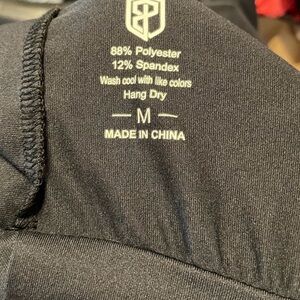 88% Polyester
12% Spandex
Wash cool with like colors
Hang Dry
M
MADE IN CHINA